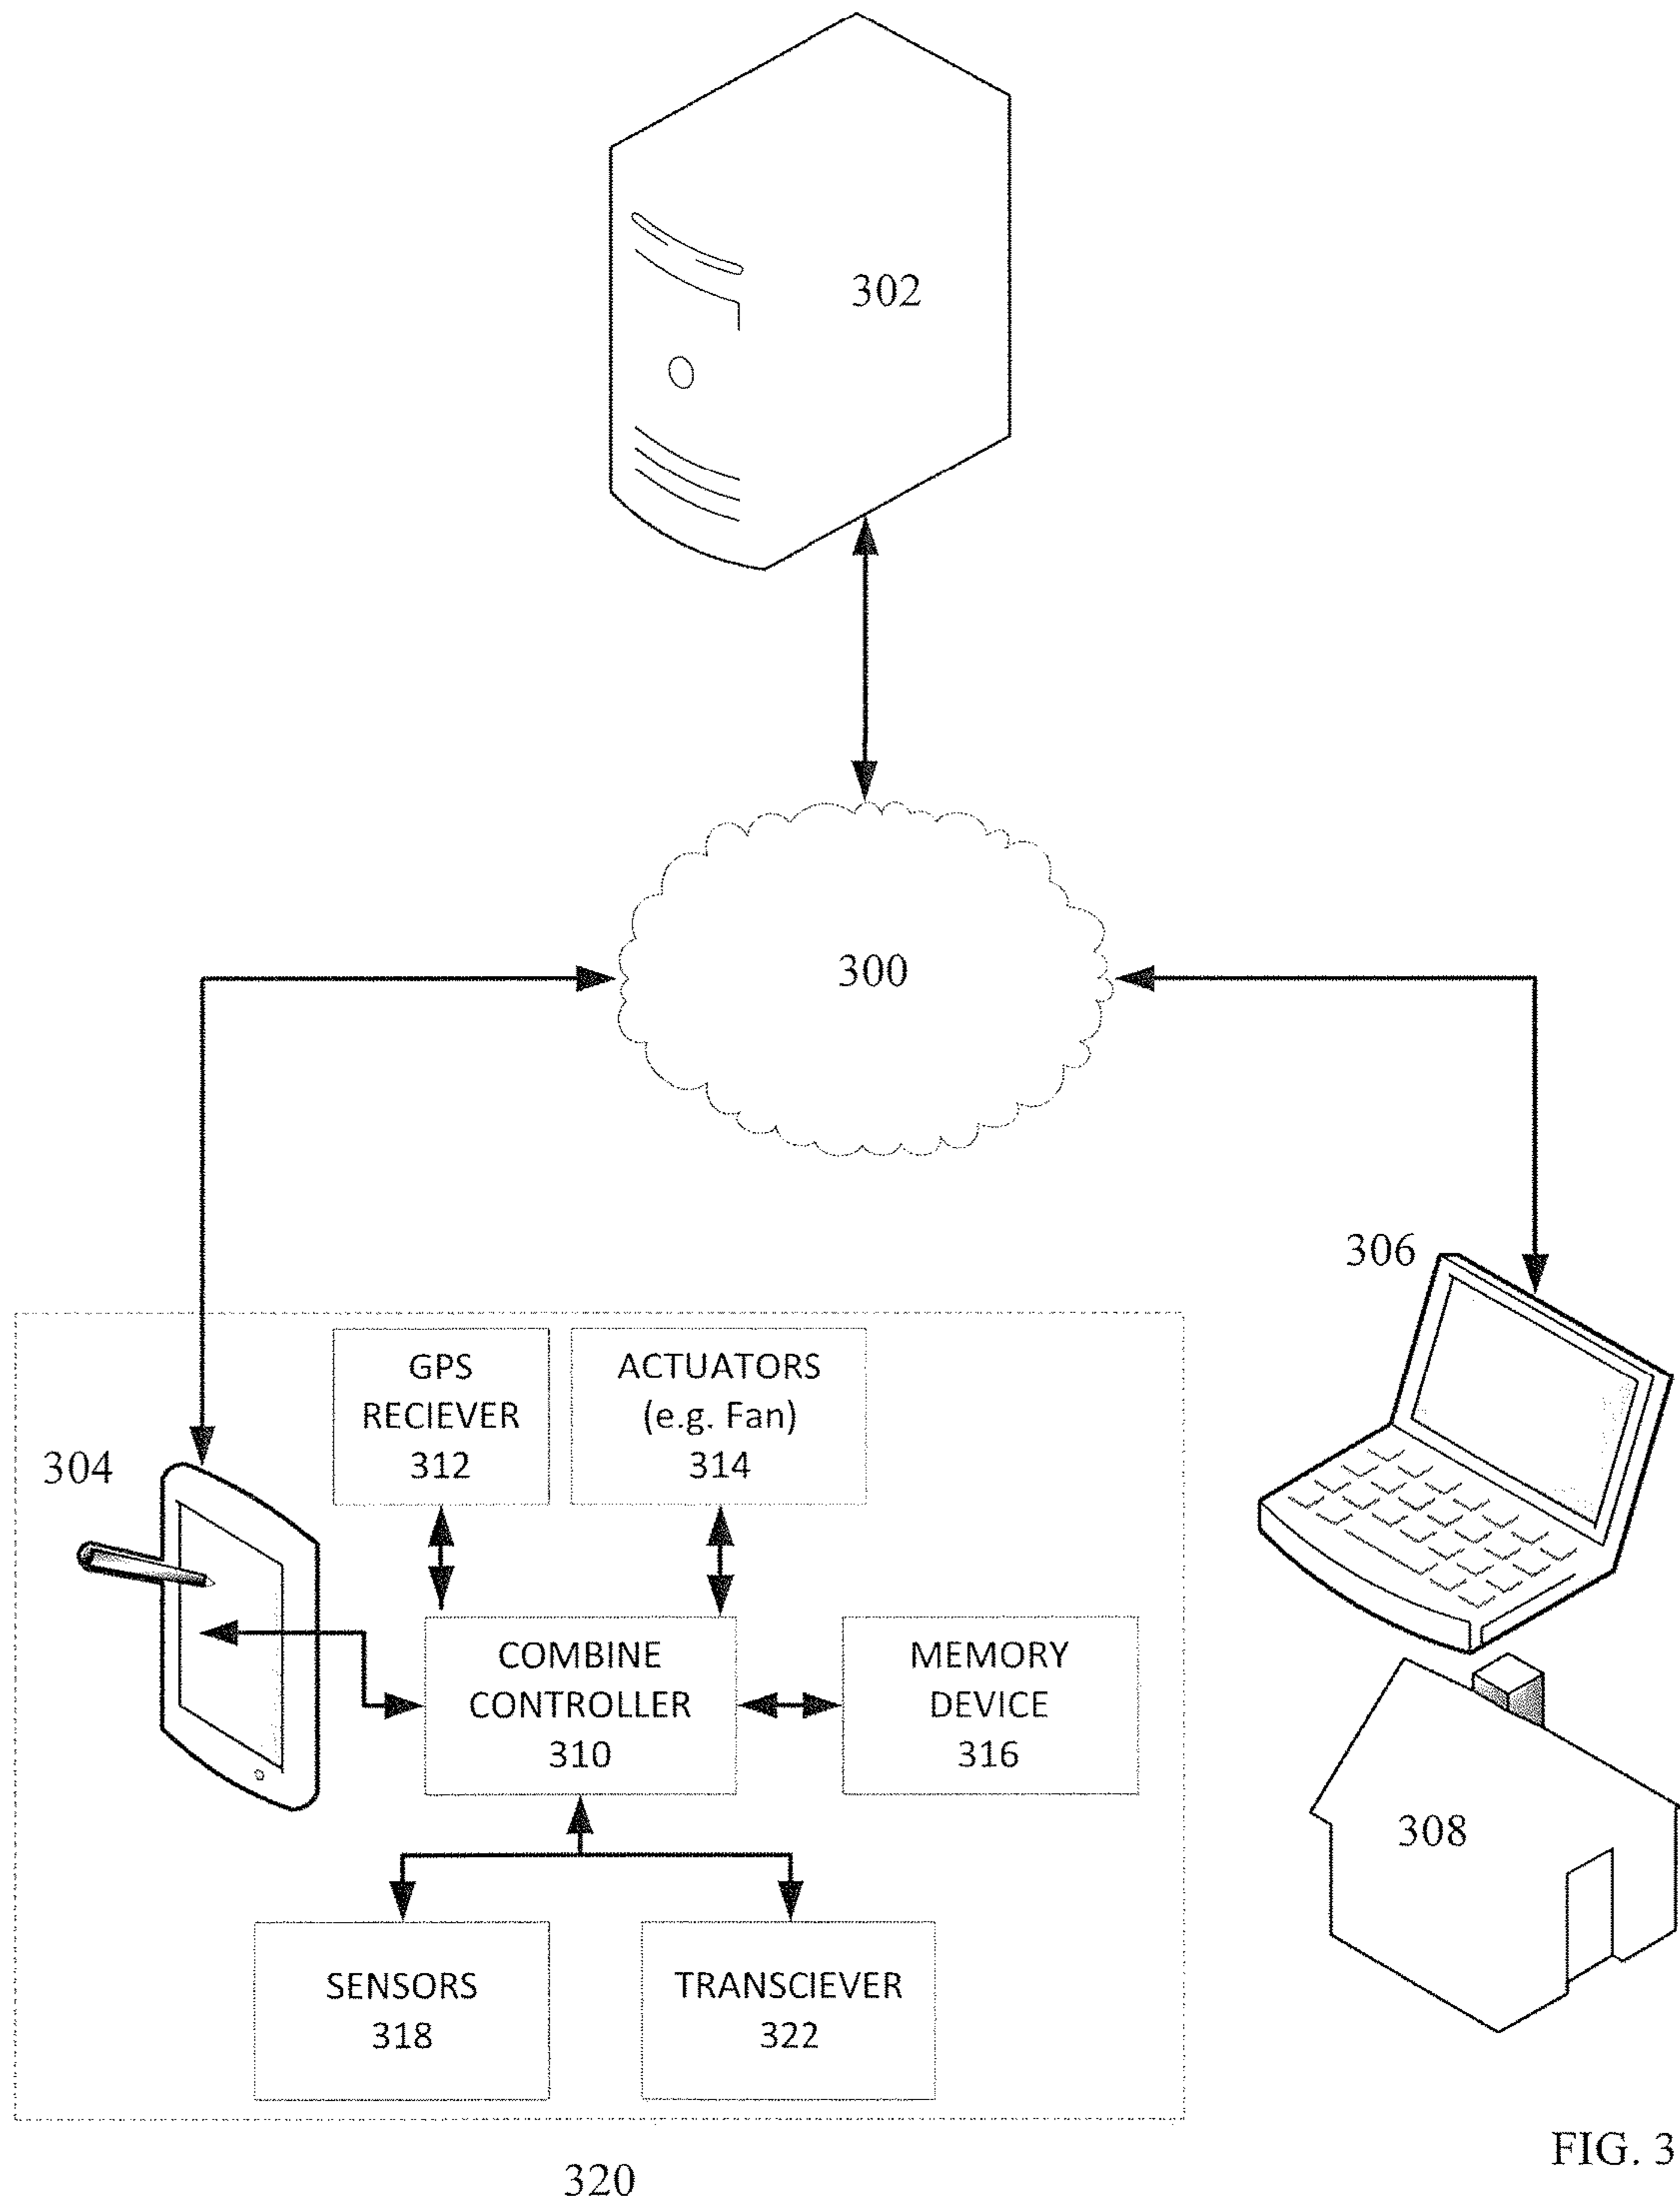 302
300
306
304
GPS
RECIEVER
312
ACTUATORS
(e.g. Fan)
314
COMBINE
CONTROLLER
310
MEMORY
DEVICE
316
308
SENSORS
318
TRANSCIEVER
322
320
FIG. 3